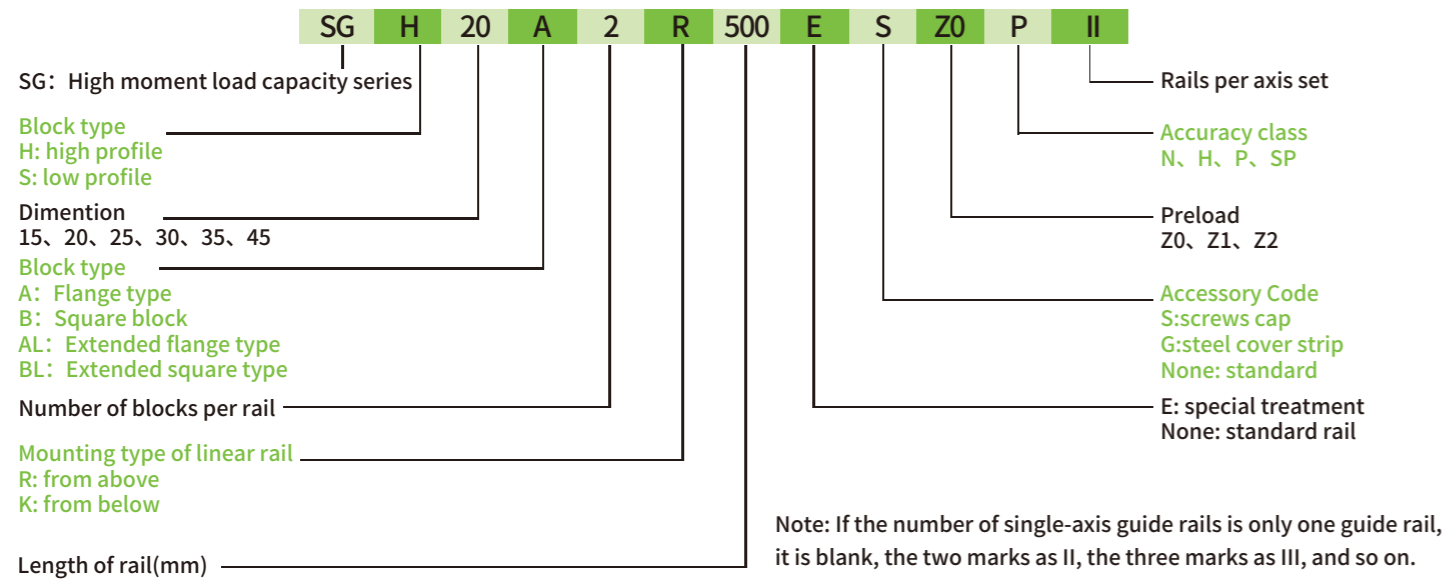 SG H 20 A 2 R 500 E S Z0 P II
SG：High moment load capacity series
Block type
H: high profile
S: low profile
Dimention
15、20、25、30、35、45
Block type
A：Flange type
B：Square block
AL：Extended flange type
BL：Extended square type
Number of blocks per rail
Mounting type of linear rail
R: from above
K: from below
Length of rail(mm)
Rails per axis set
Accuracy class
N、H、P、SP
Preload
Z0、Z1、Z2
Accessory Code
S:screws cap
G:steel cover strip
None: standard
E: special treatment
None: standard rail
Note: If the number of single-axis guide rails is only one guide rail,
it is blank, the two marks as II, the three marks as III, and so on.